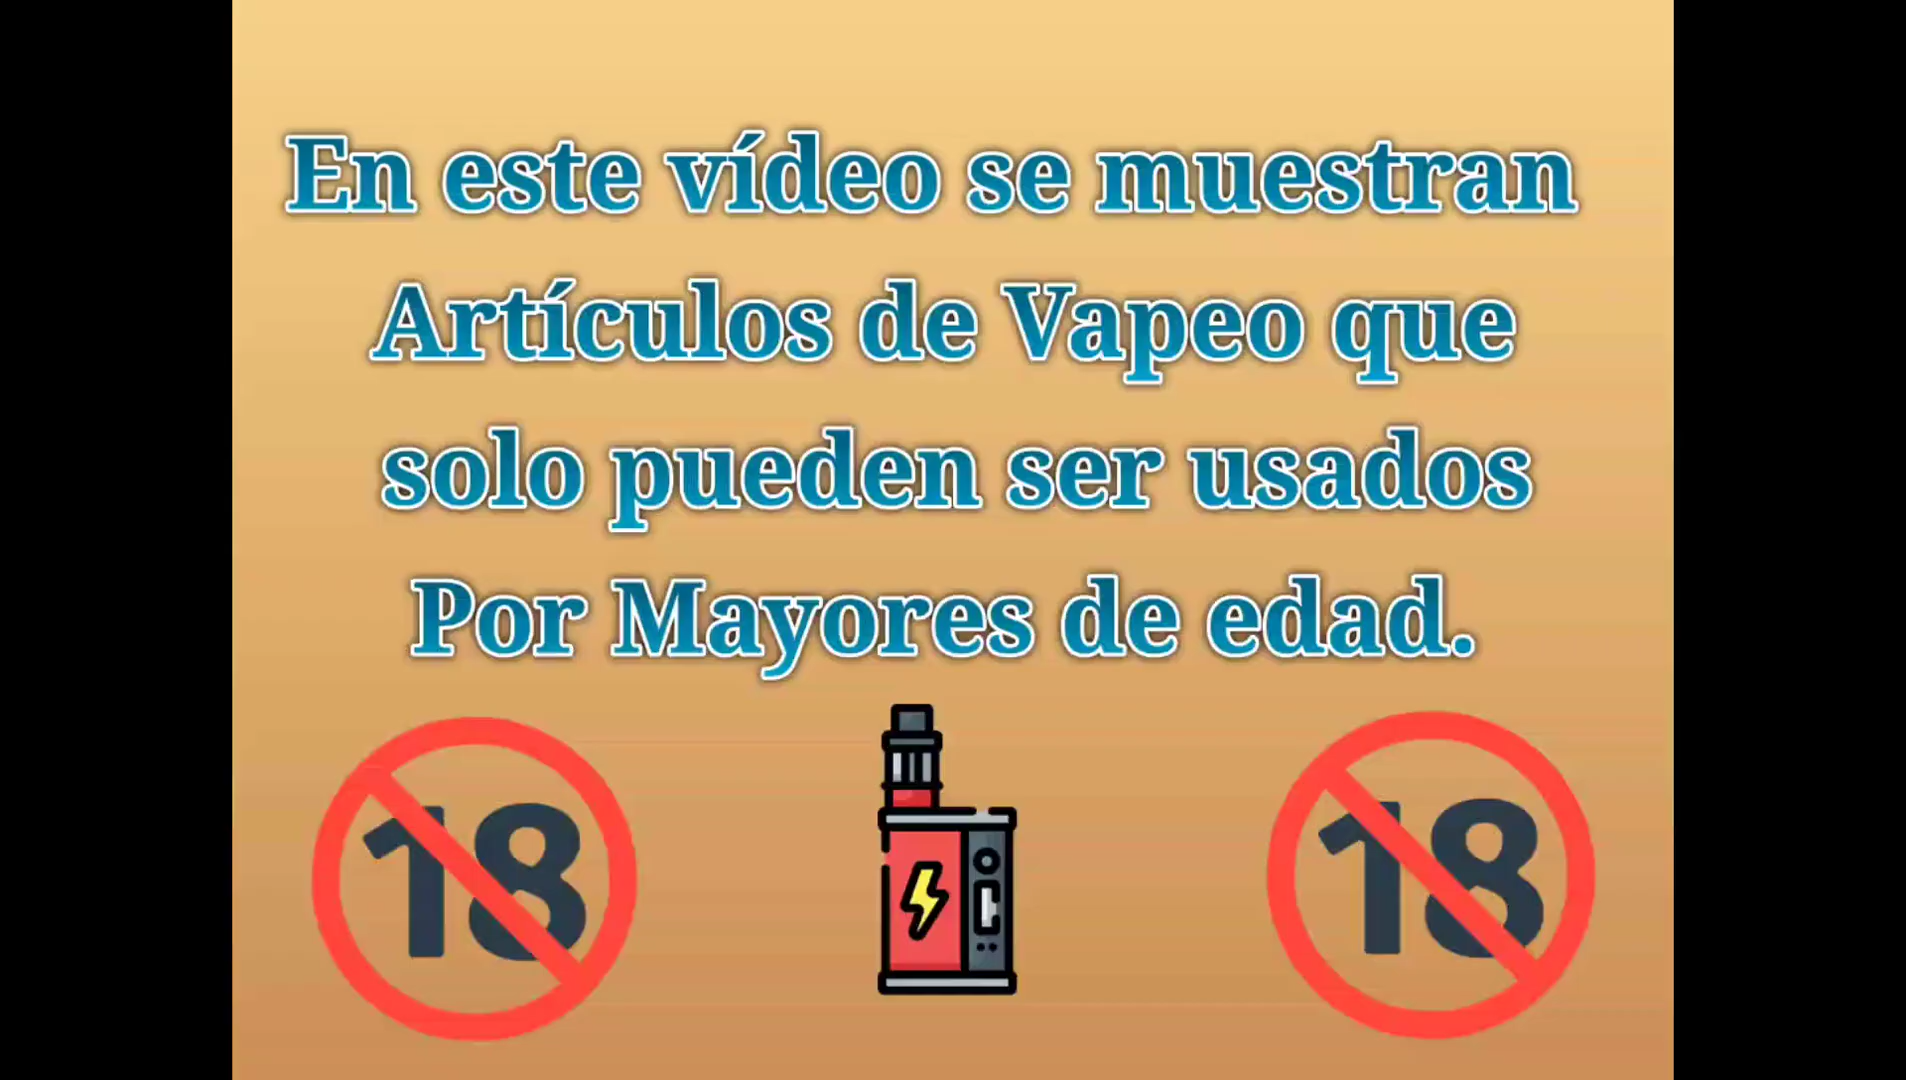 En este vídeo se muestran
Artículos de Vapeo que
solo pueden ser usados
Por Mayores de edad.
18
18